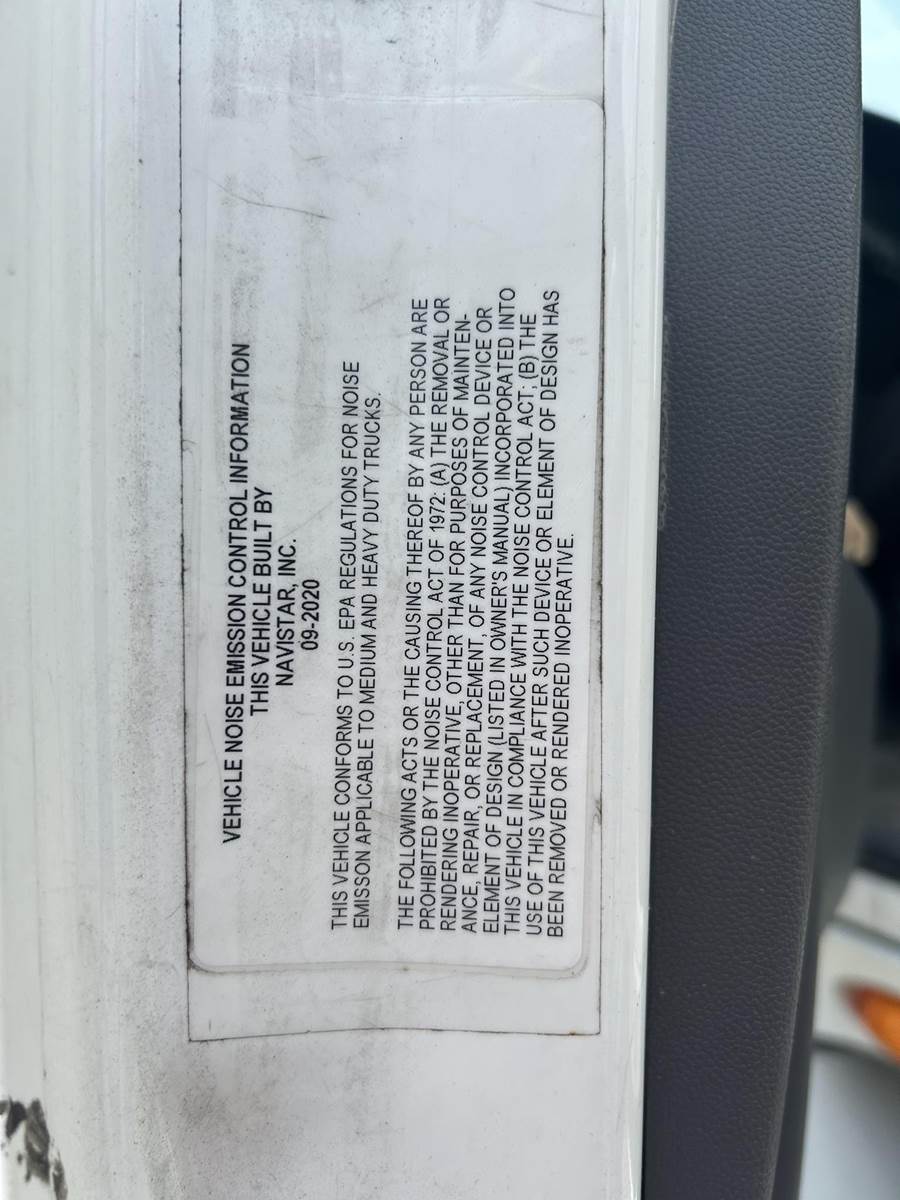 VEHICLE NOISE EMISSION CONTROL INFORMATION
THIS VEHICLE BUILT BY
NAVISTAR, INC.
09-2020
THIS VEHICLE CONFORMS TO U.S. EPA REGULATIONS FOR NOISE
EMISSON APPLICABLE TO MEDIUM AND HEAVY DUTY TRUCKS.
THE FOLLOWING ACTS OR THE CAUSING THEREOF BY ANY PERSON ARE
PROHIBITED BY THE NOISE CONTROL ACT OF 1972: (A) THE REMOVAL OR
RENDERING INOPERATIVE, OTHER THAN FOR PURPOSES OF MAINTEN-
ANCE, REPAIR, OR REPLACEMENT, OF ANY NOISE CONTROL DEVICE OR
ELEMENT OF DESIGN (LISTED IN OWNER'S MANUAL) INCORPORATED INTO
THIS VEHICLE IN COMPLIANCE WITH THE NOISE CONTROL ACT; (B) THE
USE OF THIS VEHICLE AFTER SUCH DEVICE OR ELEMENT OF DESIGN HAS
BEEN REMOVED OR RENDERED INOPERATIVE.